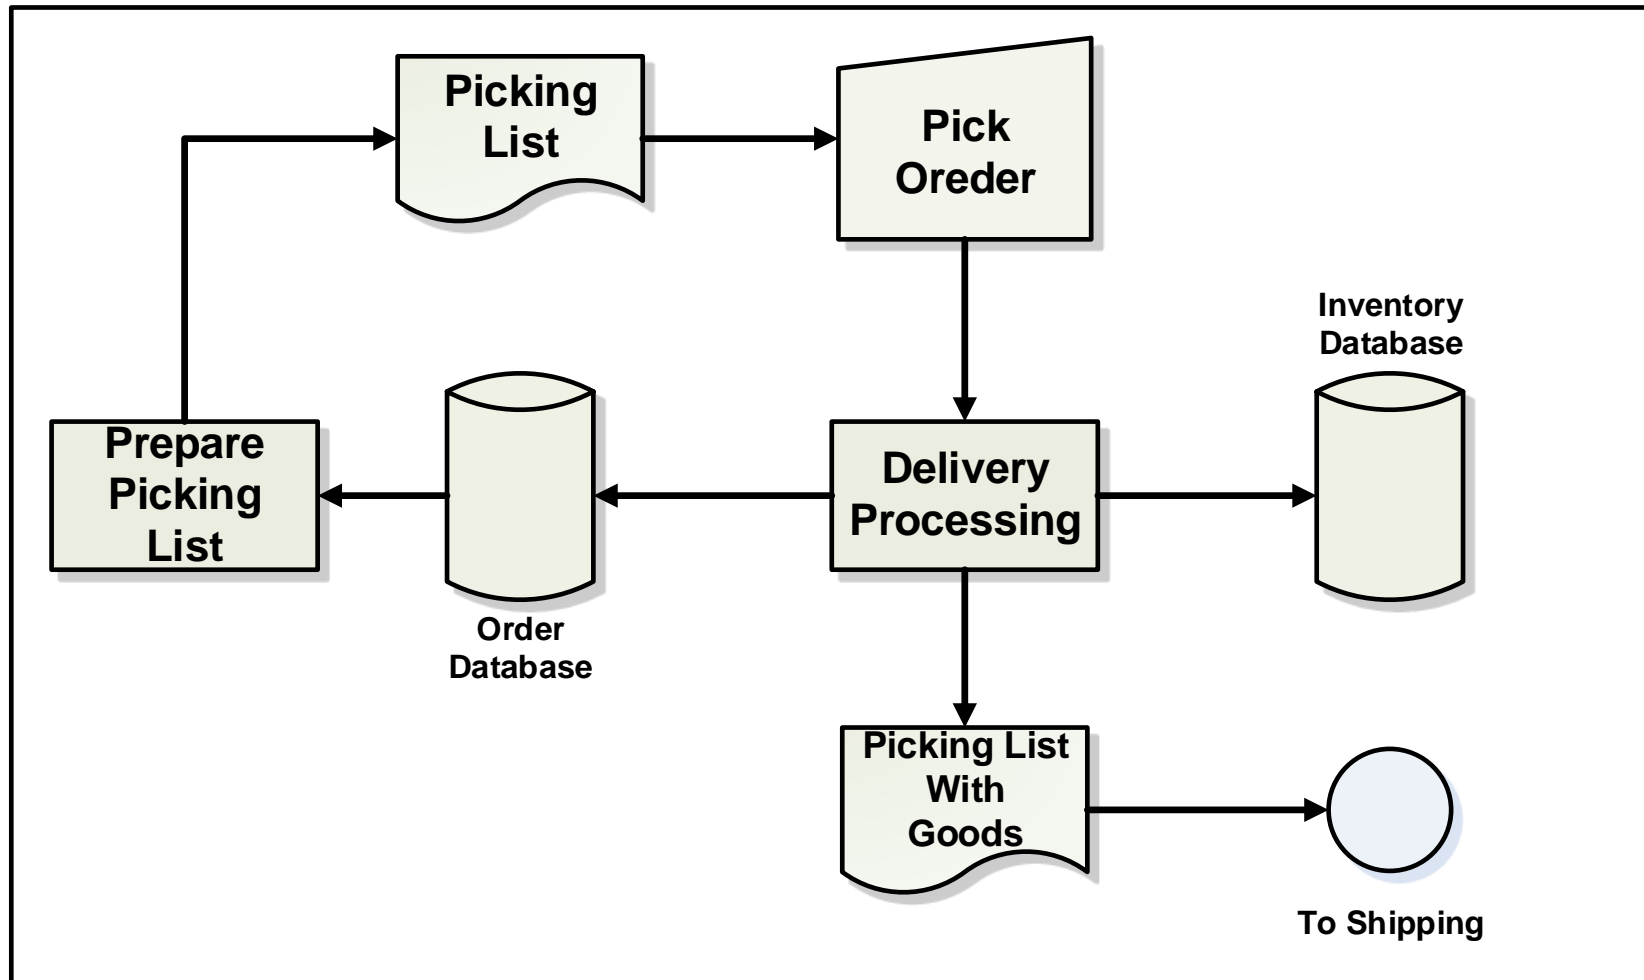 Picking
List
Pick
Oreder
Inventory
Database
Prepare
Picking
List
Delivery
Processing
Order
Database
Picking List
With
Goods
To Shipping